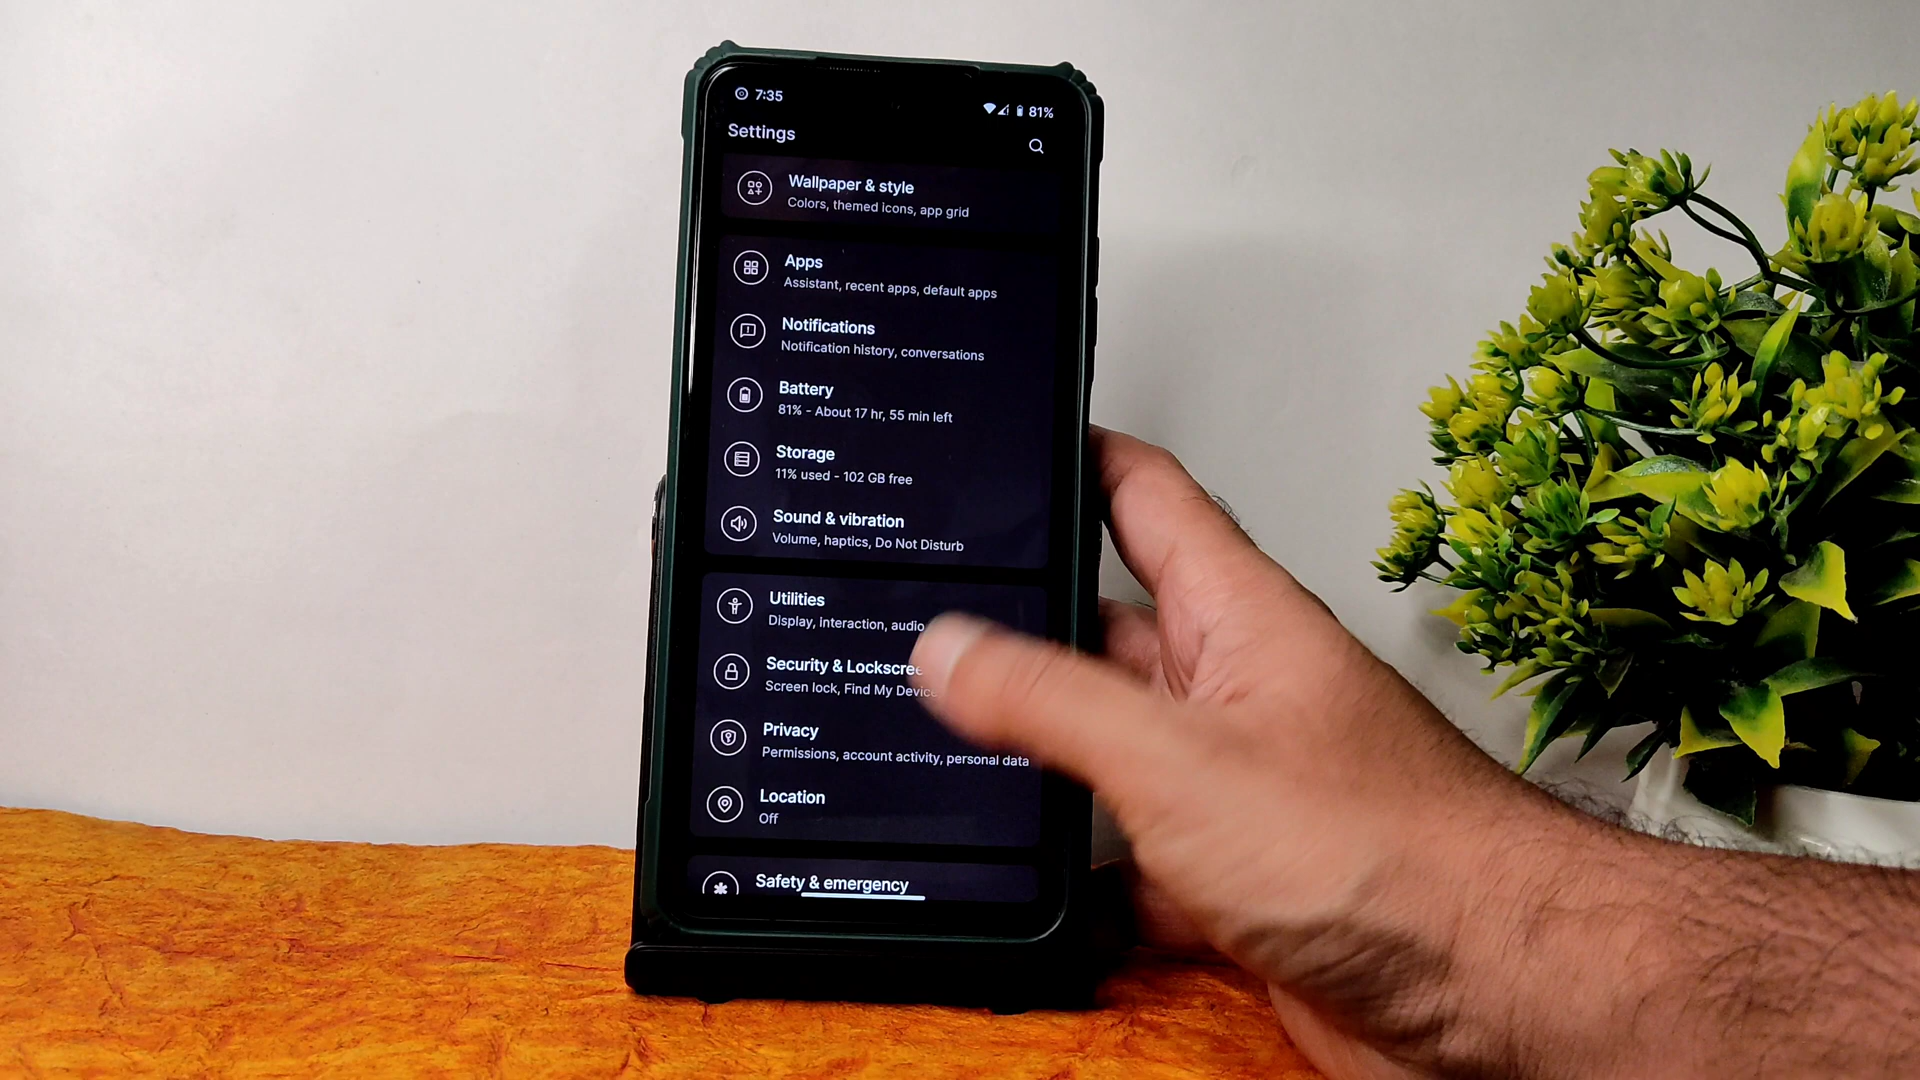 7:35
81%
Settings
Wallpaper & style
Colors, themed icons, app grid
Apps
Assistant, recent apps, default apps
Notifications
Notification history, conversations
Battery
81% - About 17 hr, 55 min left
Storage
11% used - 102 GB free
Sound & vibration
Volume, haptics, Do Not Disturb
Utilities
Display, interaction, audio
Security & Lockscree
Screen lock, Find My Device
Privacy
Permissions, account activity, personal data
Location
Off
Safety & emergency